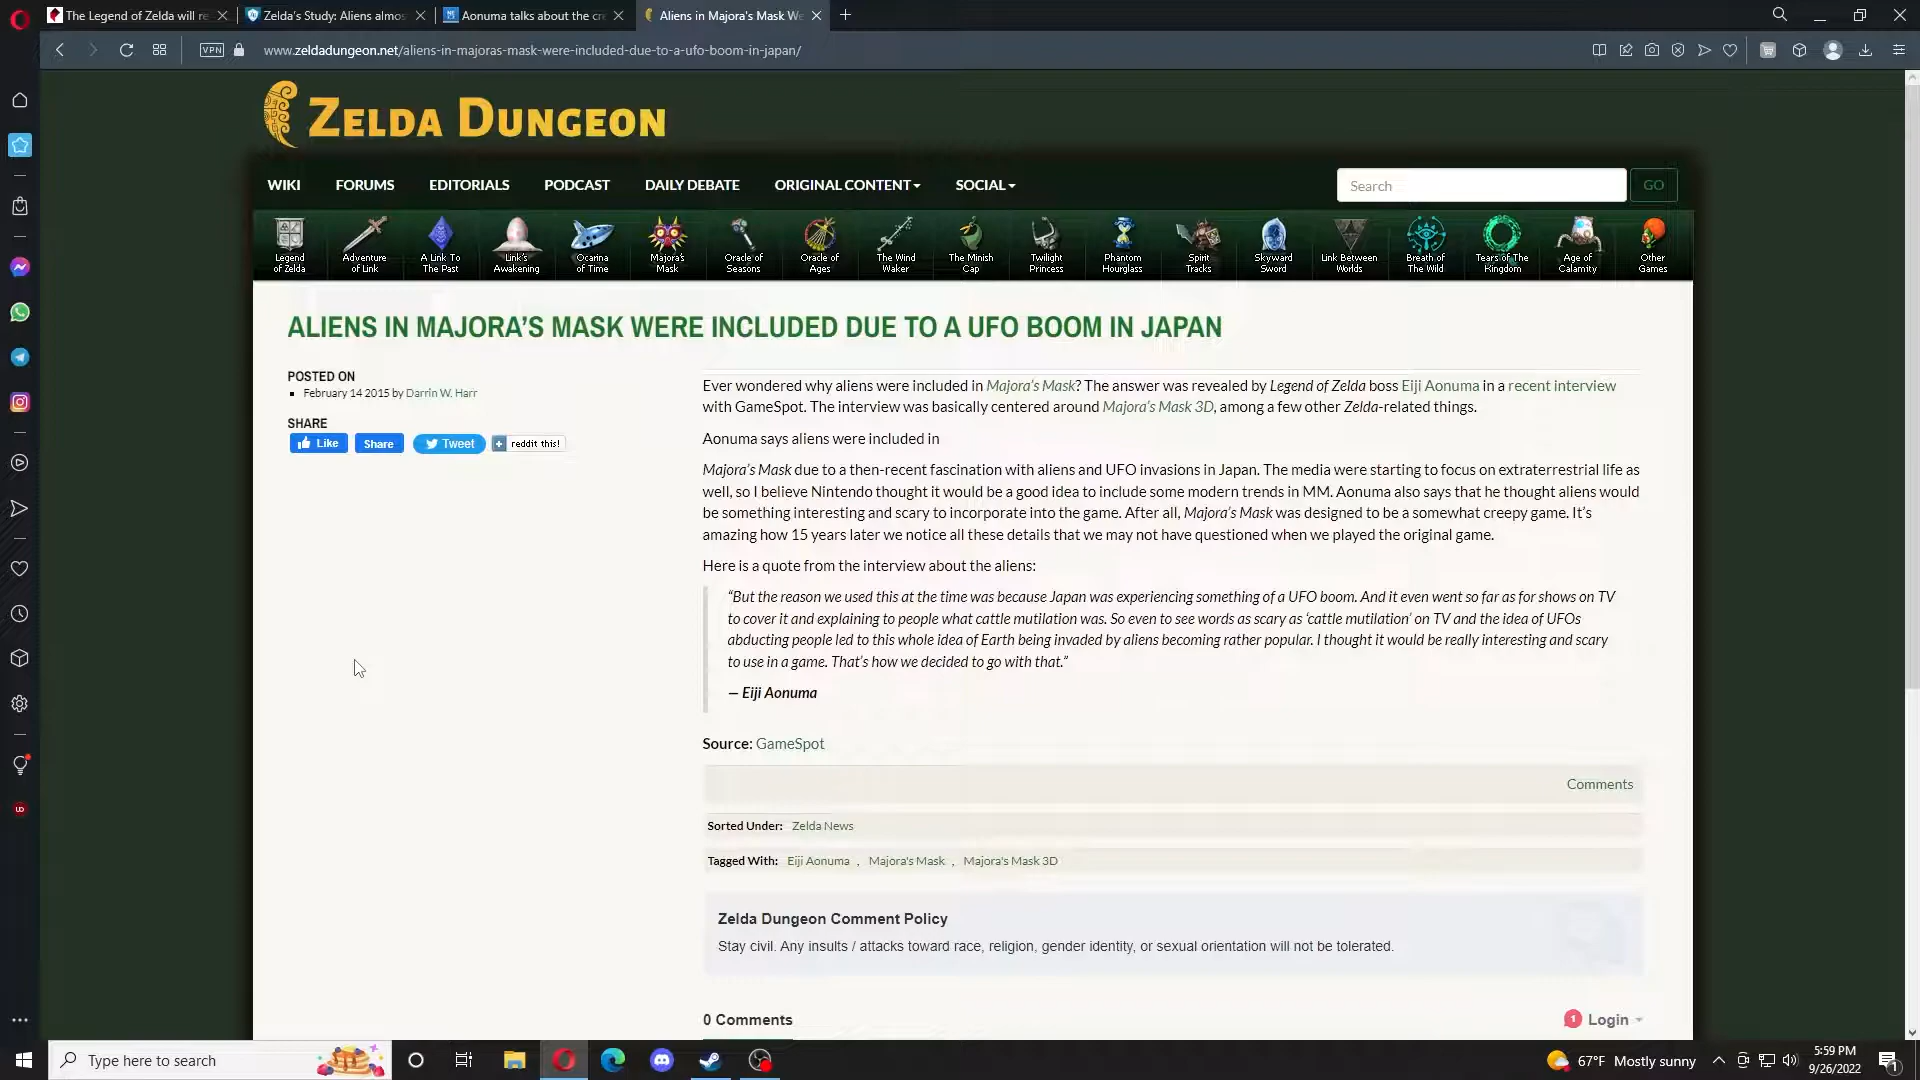 The Legend of Zelda will re
Zelda's Study: Aliens almos
Aonuma talks about the cr
Aliens in Majora's Mask We
VPN
www.zeldadungeon.net/aliens-in-majoras-mask-were-included-due-to-a-ufo-boom-in-japan/
ZELDA DUNGEON
WIKI FORUMS EDITORIALS PODCAST DAILY DEBATE ORIGINAL CONTENT SOCIAL Search GO
Legend of Zelda
Adventure of Link
A Link To The Past
Link's Awakening
Ocarina of Time
Majora's Mask
Oracle of Seasons
Oracle of Ages
The Wind Waker
The Minish Cap
Twilight Princess
Phantom Hourglass
Spirit Tracks
Skyward Sword
Link Between Worlds
Breath of The Wild
Tears of The Kingdom
Age of Calamity
Other Games
ALIENS IN MAJORA'S MASK WERE INCLUDED DUE TO A UFO BOOM IN JAPAN
POSTED ON
February 14 2015 by Darrin W. Harr
SHARE
Like Share Tweet reddit this!
Ever wondered why aliens were included in Majora's Mask? The answer was revealed by Legend of Zelda boss Eiji Aonuma in a recent interview
with GameSpot. The interview was basically centered around Majora's Mask 3D, among a few other Zelda-related things.
Aonuma says aliens were included in
Majora's Mask due to a then-recent fascination with aliens and UFO invasions in Japan. The media were starting to focus on extraterrestrial life as
well, so I believe Nintendo thought it would be a good idea to include some modern trends in MM. Aonuma also says that he thought aliens would
be something interesting and scary to incorporate into the game. After all, Majora's Mask was designed to be a somewhat creepy game. It's
amazing how 15 years later we notice all these details that we may not have questioned when we played the original game.
Here is a quote from the interview about the aliens:
"But the reason we used this at the time was because Japan was experiencing something of a UFO boom. And it even went so far as for shows on TV
to cover it and explaining to people what cattle mutilation was. So even to see words as scary as 'cattle mutilation' on TV and the idea of UFOs
abducting people led to this whole idea of Earth being invaded by aliens becoming rather popular. I thought it would be really interesting and scary
to use in a game. That's how we decided to go with that."
— Eiji Aonuma
Source: GameSpot
Comments
Sorted Under: Zelda News
Tagged With: Eiji Aonuma , Majora's Mask , Majora's Mask 3D
Zelda Dungeon Comment Policy
Stay civil. Any insults / attacks toward race, religion, gender identity, or sexual orientation will not be tolerated.
0 Comments
1 Login
Type here to search
67°F Mostly sunny
5:59 PM
9/26/2022
1